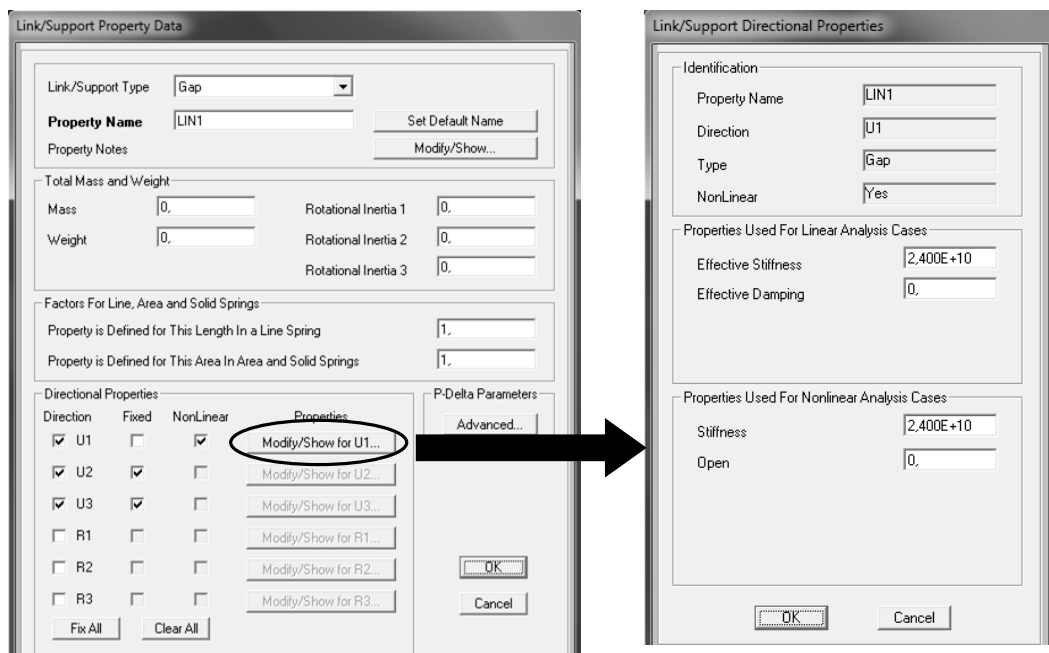 Link/Support Property Data
Link/Support Type Gap
Property Name LIN1 Set Default Name
Property Notes Modify/Show...
Total Mass and Weight
Mass 0, Rotational Inertia 1 0,
Weight 0, Rotational Inertia 2 0,
Rotational Inertia 3 0,
Factors For Line, Area and Solid Springs
Property is Defined for This Length In a Line Spring 1,
Property is Defined for This Area In Area and Solid Springs 1,
Directional Properties P-Delta Parameters
Direction Fixed NonLinear Properties Advanced...
U1 Modify/Show for U1...
U2 Modify/Show for U2...
U3 Modify/Show for U3...
R1 Modify/Show for R1...
R2 Modify/Show for R2...
R3 Modify/Show for R3...
Fix All Clear All
OK
Cancel
Link/Support Directional Properties
Identification
Property Name LIN1
Direction U1
Type Gap
NonLinear Yes
Properties Used For Linear Analysis Cases
Effective Stiffness 2,400E+10
Effective Damping 0,
Properties Used For Nonlinear Analysis Cases
Stiffness 2,400E+10
Open 0,
OK Cancel